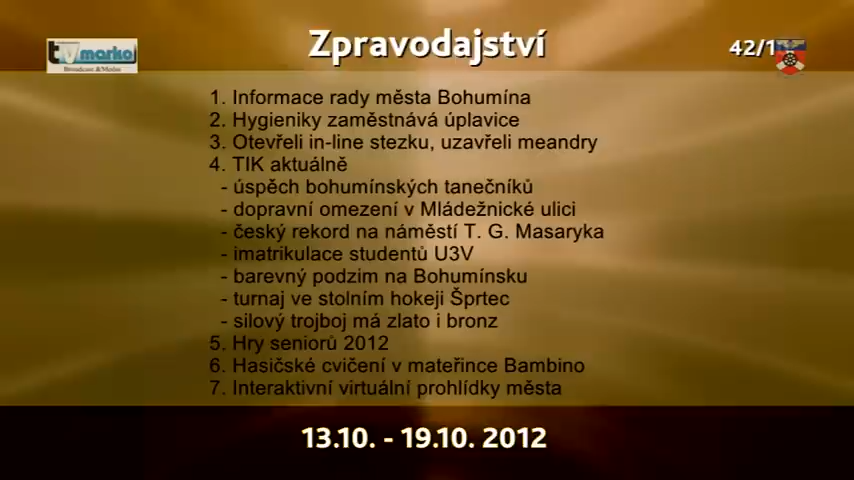 Zpravodajství
tvmarko
Broadcast & Media
42/1
1. Informace rady města Bohumína
2. Hygieniky zaměstnává úplavice
3. Otevřeli in-line stezku, uzavřeli meandry
4. TIK aktuálně
- úspěch bohumínských tanečníků
- dopravní omezení v Mládežnické ulici
- český rekord na náměstí T. G. Masaryka
- imatrikulace studentů U3V
- barevný podzim na Bohumínsku
- turnaj ve stolním hokeji Šprtec
- silový trojboj má zlato i bronz
5. Hry seniorů 2012
6. Hasičské cvičení v mateřince Bambino
7. Interaktivní virtuální prohlídky města
13.10. - 19.10. 2012